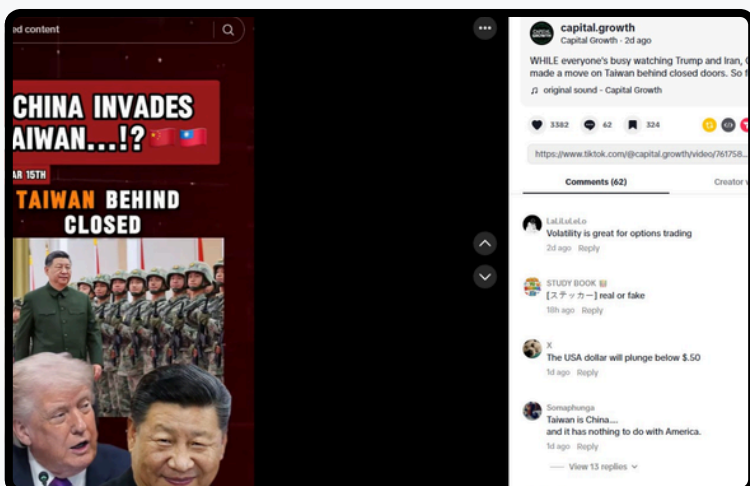 ed content
CHINA INVADES
AIWAN...!?🇨🇳🇹🇼
AR 15TH
TAIWAN BEHIND
CLOSED
capital.growth
Capital Growth · 2d ago
WHILE everyone's busy watching Trump and Iran,
made a move on Taiwan behind closed doors. So f
♫ original sound - Capital Growth
3382
62
324
https://www.tiktok.com/@capital.growth/video/761758...
Comments (62)
Creator
LaLiLuLeLo
Volatility is great for options trading
2d ago Reply
STUDY BOOK
[ステッカー] real or fake
18h ago Reply
X
The USA dollar will plunge below $.50
1d ago Reply
Somaphunga
Taiwan is China....
and it has nothing to do with America.
1d ago Reply
View 13 replies